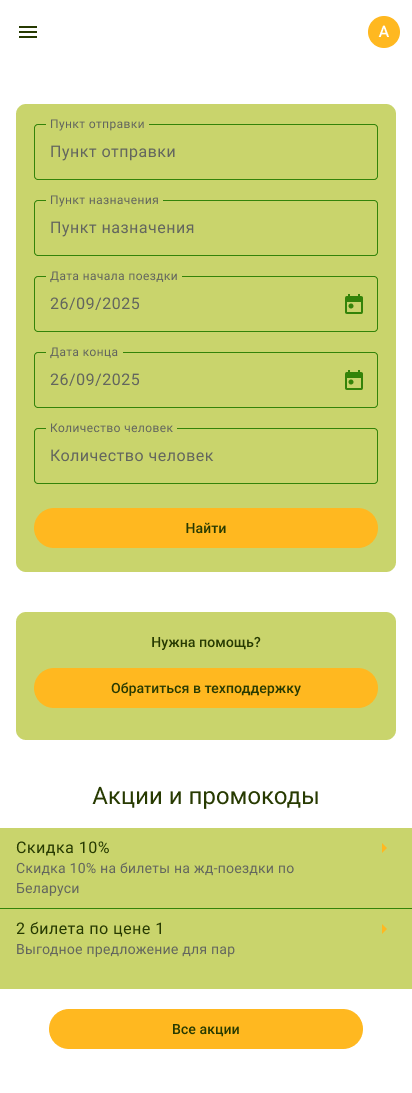 A
Пункт отправки
Пункт отправки
Пункт назначения
Пункт назначения
Дата начала поездки
26/09/2025
Дата конца
26/09/2025
Количество человек
Количество человек
Найти
Нужна помощь?
Обратиться в техподдержку
Акции и промокоды
Скидка 10%
Скидка 10% на билеты на жд-поездки по
Беларуси
2 билета по цене 1
Выгодное предложение для пар
Все акции